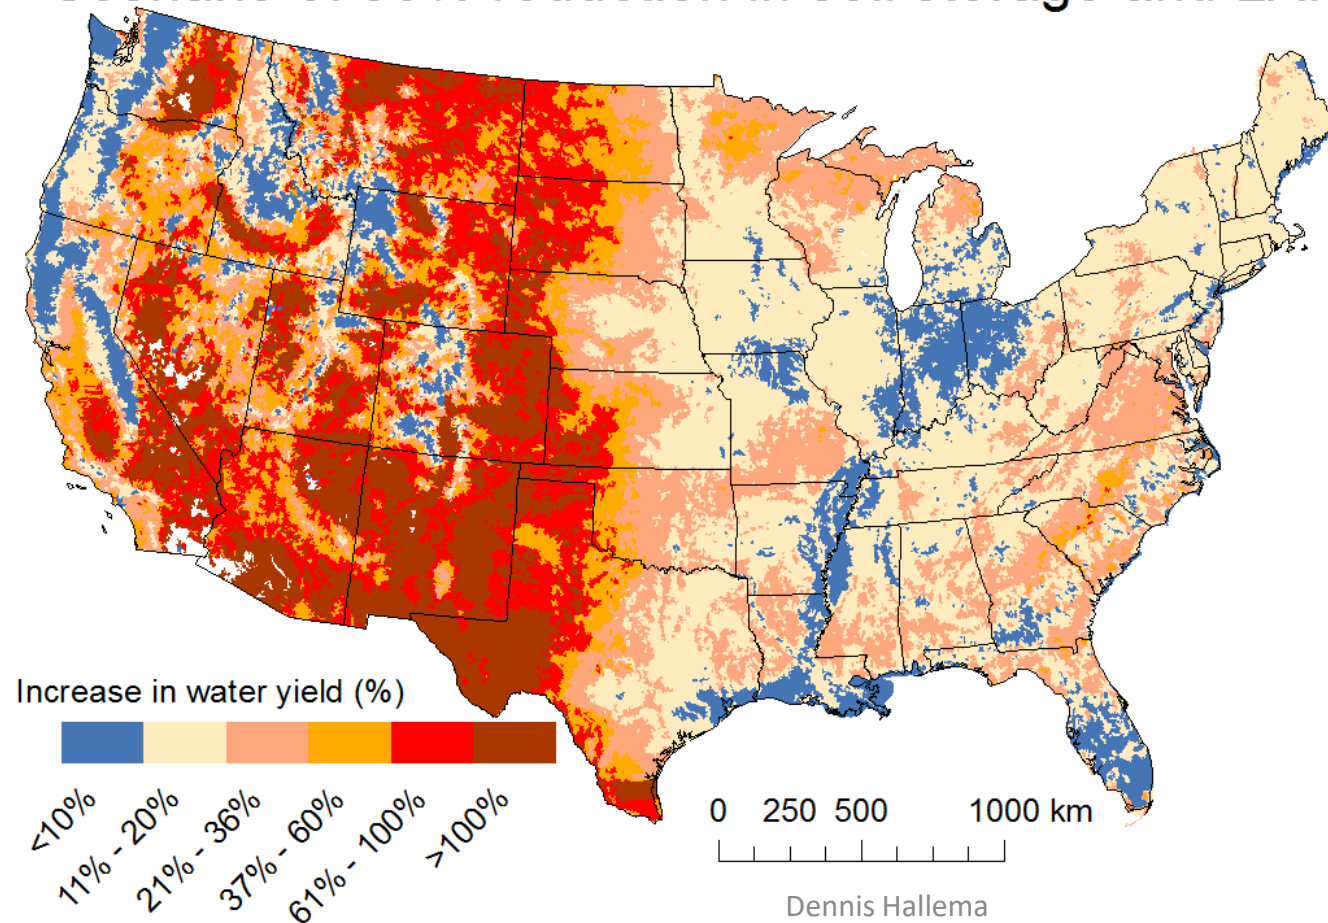 Increase in water yield (%)
<10%
11% - 20%
21% - 36%
37% - 60%
61% - 100%
>100%
0 250 500 1000 km
Dennis Hallema